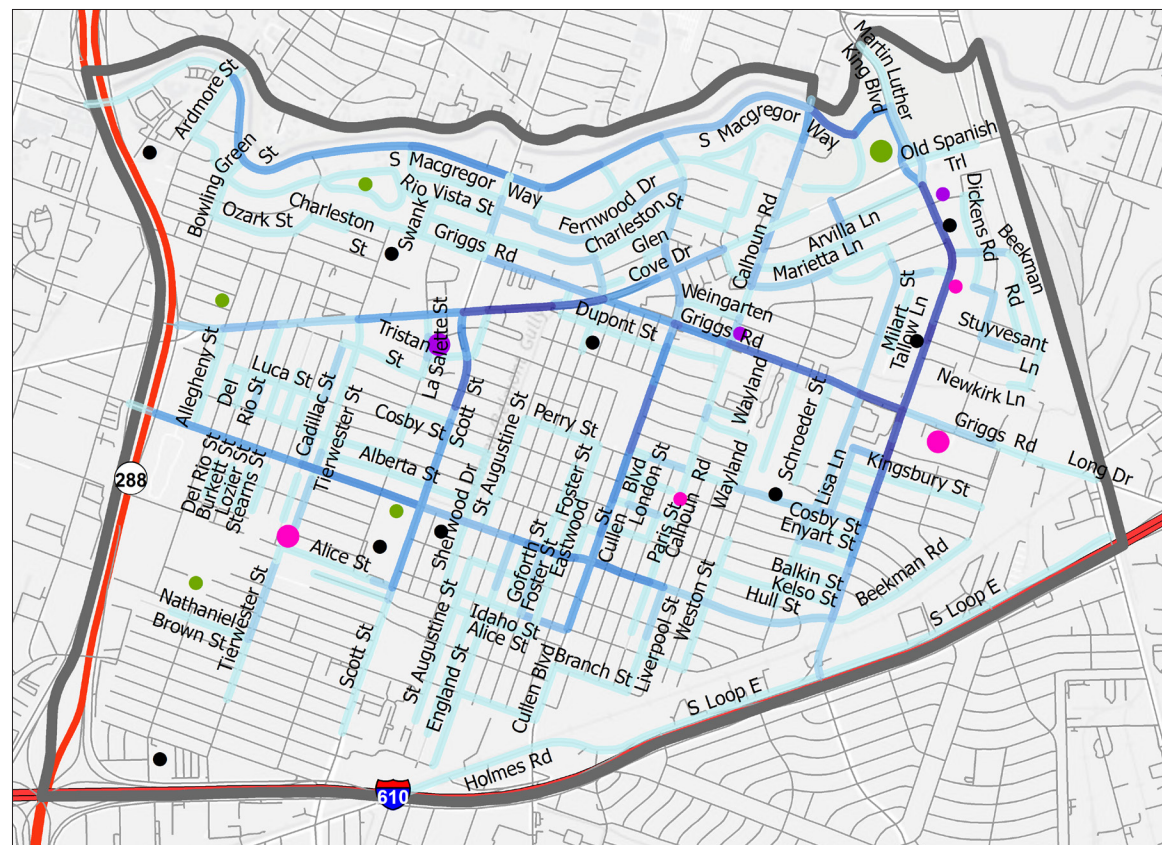 Martin Luther
King Blvd
Ardmore St
S Macgregor
Way
Old Spanish
Trl
Bowling Green
St
S Macgregor
Way
Rio
Vista St
Swank
Fernwood Dr
Dickens Rd
Charleston
St
Ozark St
Charleston St
Calhoun Rd
Arvilla Ln
Beekman
Rd
Griggs Rd
Glen
Cove Dr
Marietta Ln
Weingarten
Griggs Rd
Milart St
Tallow Ln
Stuyvesant
Ln
La Salette St
Tristan
St
Dupont St
Allegheny St
Luca St
Del
Rio St
Cadillac St
Tierwester St
Scott St
Cosby St
Perry St
St Augustine St
Wayland
Wayland
Schroeder St
Newkirk Ln
Griggs Rd
Long Dr
Del Rio St
Burkett St
Lozier St
Stearns St
Alberta St
Sherwood Dr
Foster St
Cullen Blvd
London St
Lisa Ln
Kingsbury St
288
Paris St
Calhoun Rd
Cosby St
Enyart St
Goforth St
Foster St
Eastwood St
Alice St
Balkin St
Kelso St
Hull St
Beekman Rd
Nathaniel
Brown St
Tierwester St
Scott St
St Augustine St
England St
Idaho St
Alice St
Cullen Blvd
Branch St
Liverpool St
Weston St
S Loop E
S Loop E
Holmes Rd
610